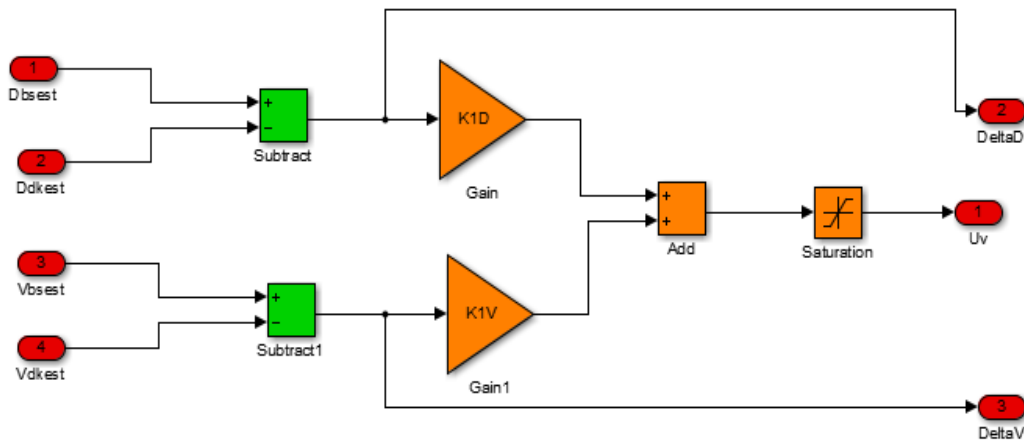 1
Dbsest
2
Ddkest
+
−
Subtract
K1D
Gain
2
DeltaD
+
+
Add
Saturation
1
Uv
3
Vbsest
4
Vdkest
+
−
Subtract1
K1V
Gain1
3
DeltaV